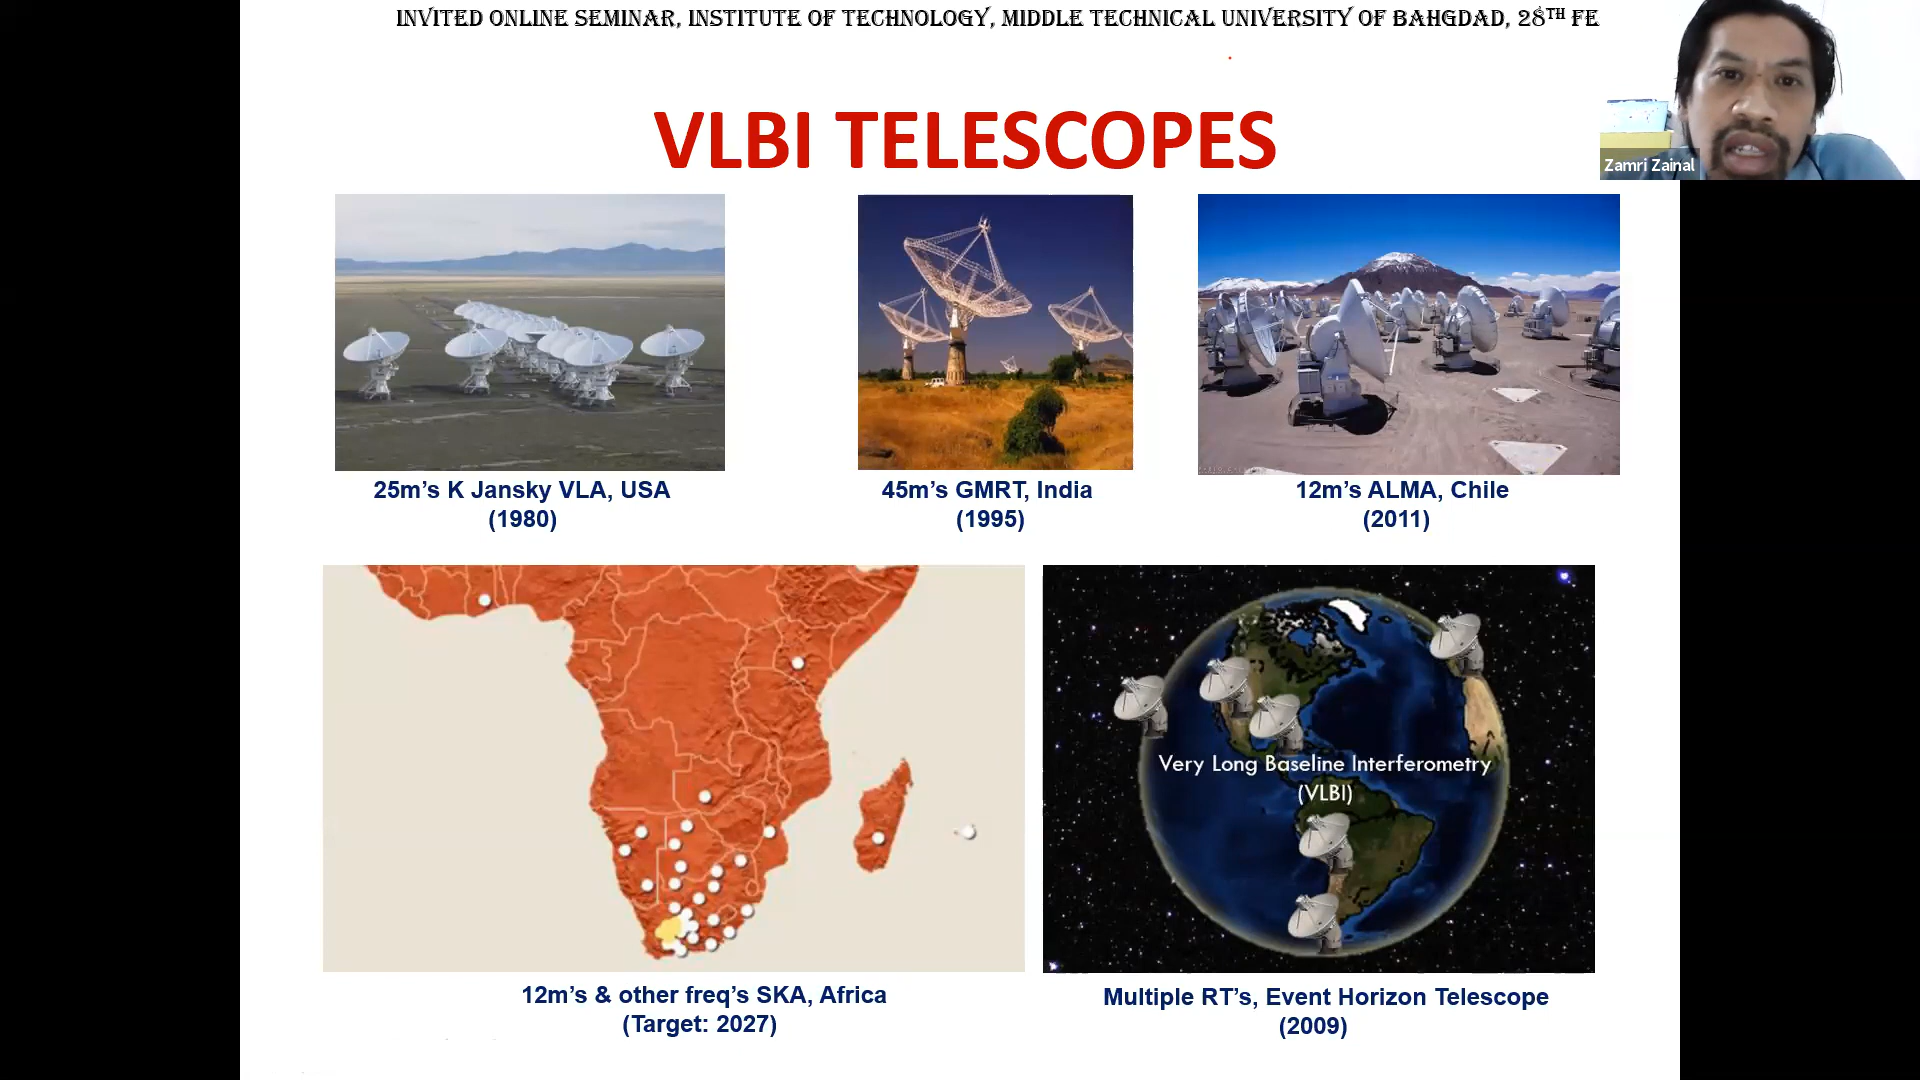 INVITED ONLINE SEMINAR, INSTITUTE OF TECHNOLOGY, MIDDLE TECHNICAL UNIVERSITY OF BAHGDAD, 28TH FE
Zamri Zainal
VLBI TELESCOPES
25m's K Jansky VLA, USA
(1980)
45m's GMRT, India
(1995)
12m's ALMA, Chile
(2011)
Very Long Baseline Interferometry
(VLBI)
12m's & other freq's SKA, Africa
(Target: 2027)
Multiple RT's, Event Horizon Telescope
(2009)